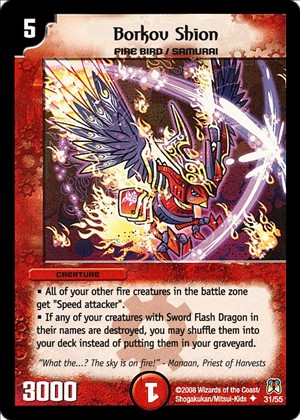 5
Borkov Shion
FIRE BIRD / SAMURAI
CREATURE
▪ All of your other fire creatures in the battle zone
get "Speed attacker".
▪ If any of your creatures with Sword Flash Dragon in
their names are destroyed, you may shuffle them into
your deck instead of putting them in your graveyard.
"What the...? The sky is on fire!" - Manaan, Priest of Harvests
3000
1
©2008 Wizards of the Coast/
Shogakukan/Mitsui-Kids ✦ 31/55